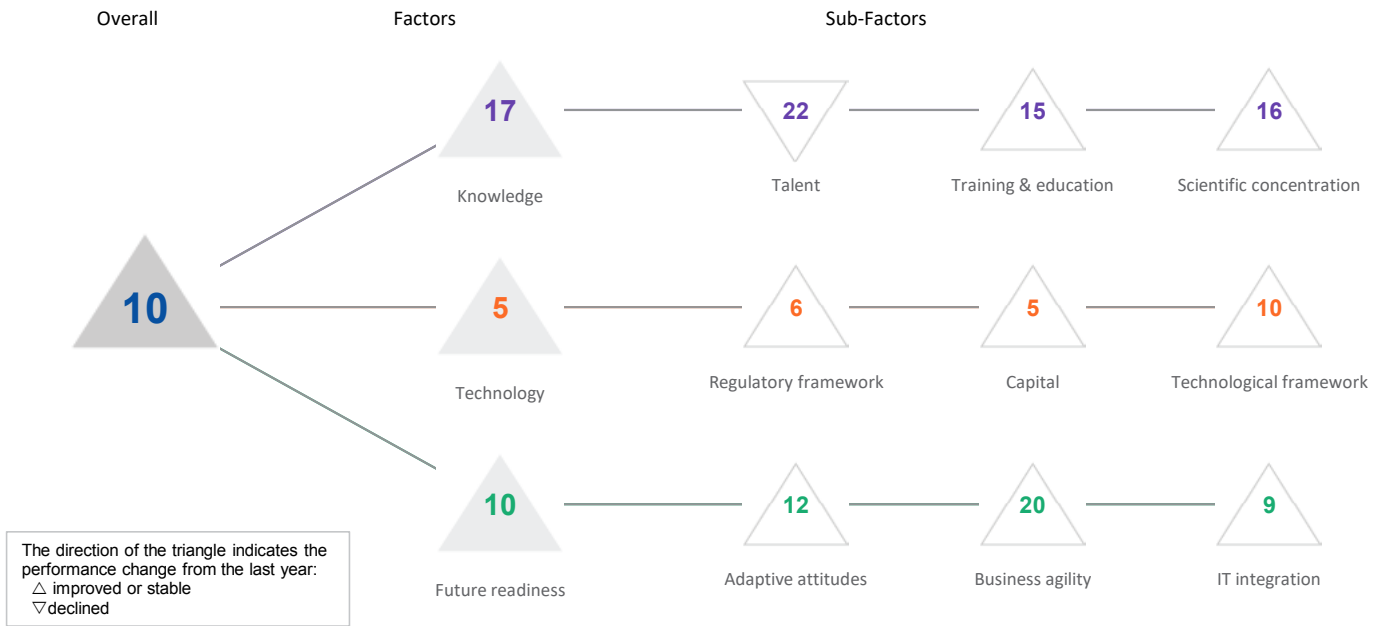 Overall
Factors
Sub-Factors
17
22
15
16
Knowledge
Talent
Training & education
Scientific concentration
10
5
6
5
10
Technology
Regulatory framework
Capital
Technological framework
10
12
20
9
Future readiness
Adaptive attitudes
Business agility
IT integration
The direction of the triangle indicates the
performance change from the last year:
△ improved or stable
▽declined